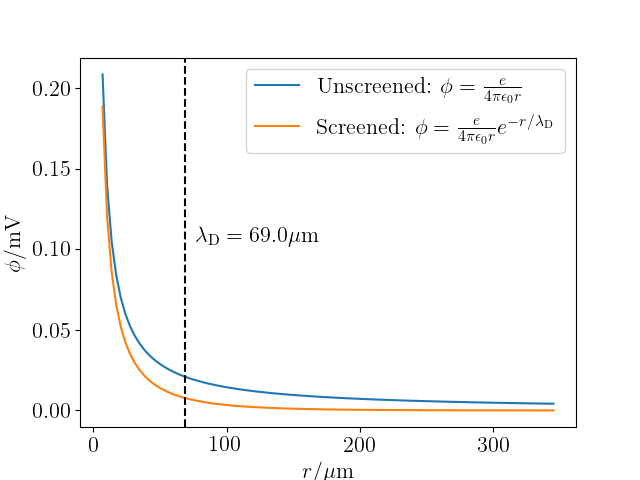 0.20
0.15
0.10
0.05
0.00
ϕ/mV
Unscreened: ϕ = e/4πϵ₀r
Screened: ϕ = e/4πϵ₀r e^{−r/λ_D}
λ_D = 69.0μm
0 100 200 300
r/μm